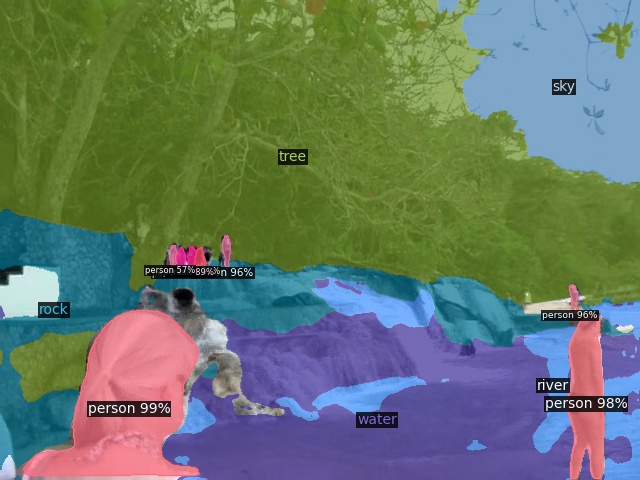 sky
tree
person 57%
89%
n 96%
rock
person 96%
river
person 99%
person 98%
water